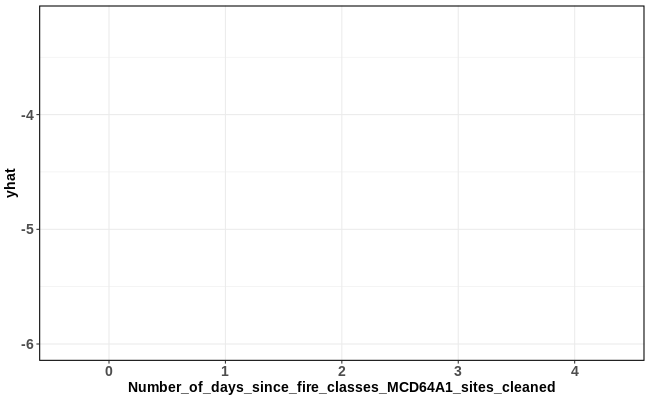 yhat
-4
-5
-6
0 1 2 3 4
Number_of_days_since_fire_classes_MCD64A1_sites_cleaned